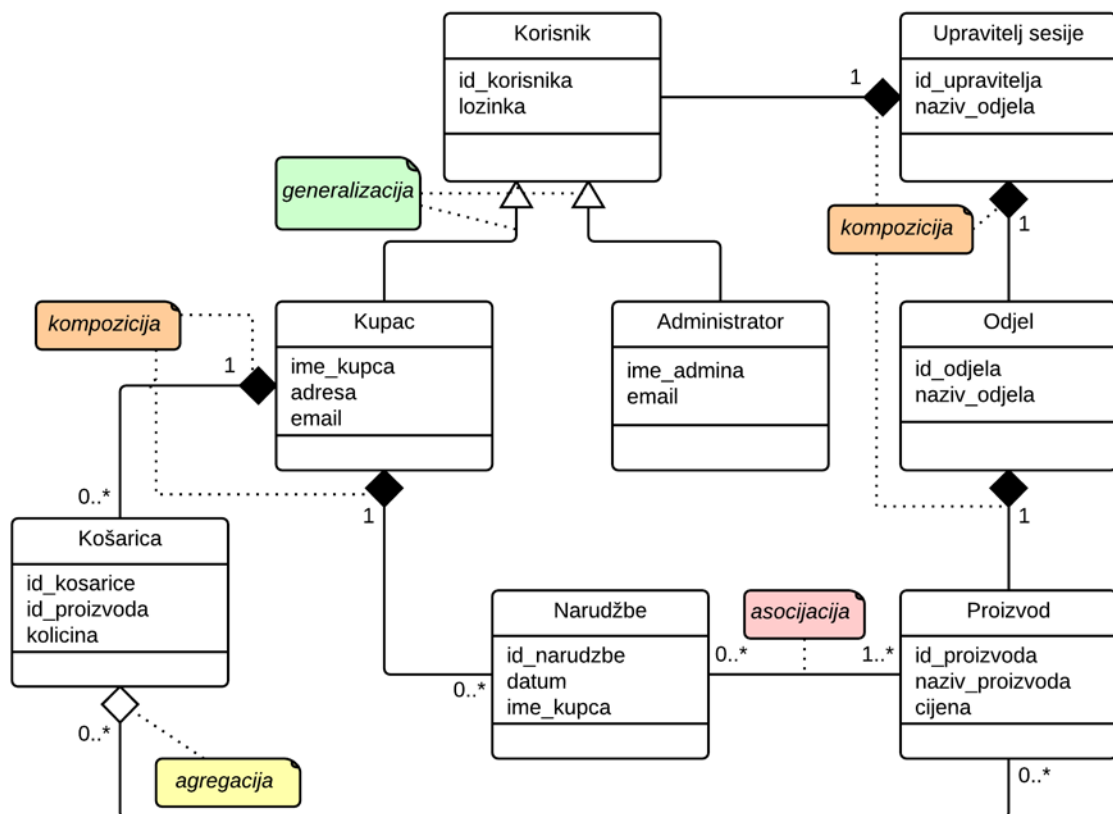 Korisnik
id_korisnika
lozinka
1
Upravitelj sesije
id_upravitelja
naziv_odjela
generalizacija
kompozicija
1
kompozicija
1
Kupac
ime_kupca
adresa
email
Administrator
ime_admina
email
Odjel
id_odjela
naziv_odjela
0..*
1
1
Košarica
id_kosarice
id_proizvoda
kolicina
Narudžbe
id_narudzbe
datum
ime_kupca
0..*
asocijacija
0..*
1..*
Proizvod
id_proizvoda
naziv_proizvoda
cijena
0..*
agregacija
0..*